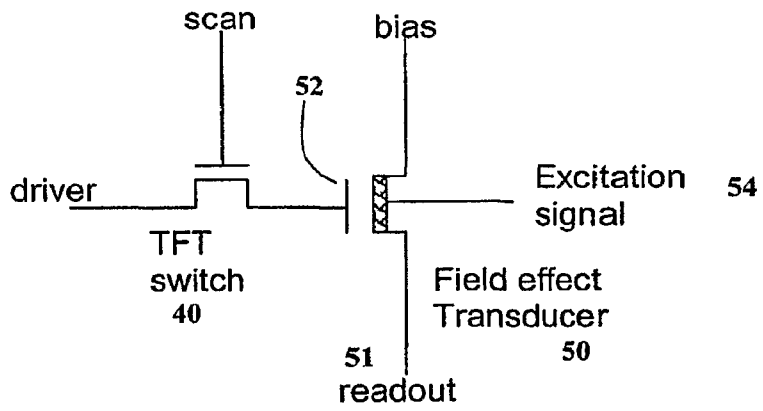 scan
bias
52
driver
Excitation
signal
54
TFT
switch
40
Field effect
Transducer
50
51
readout